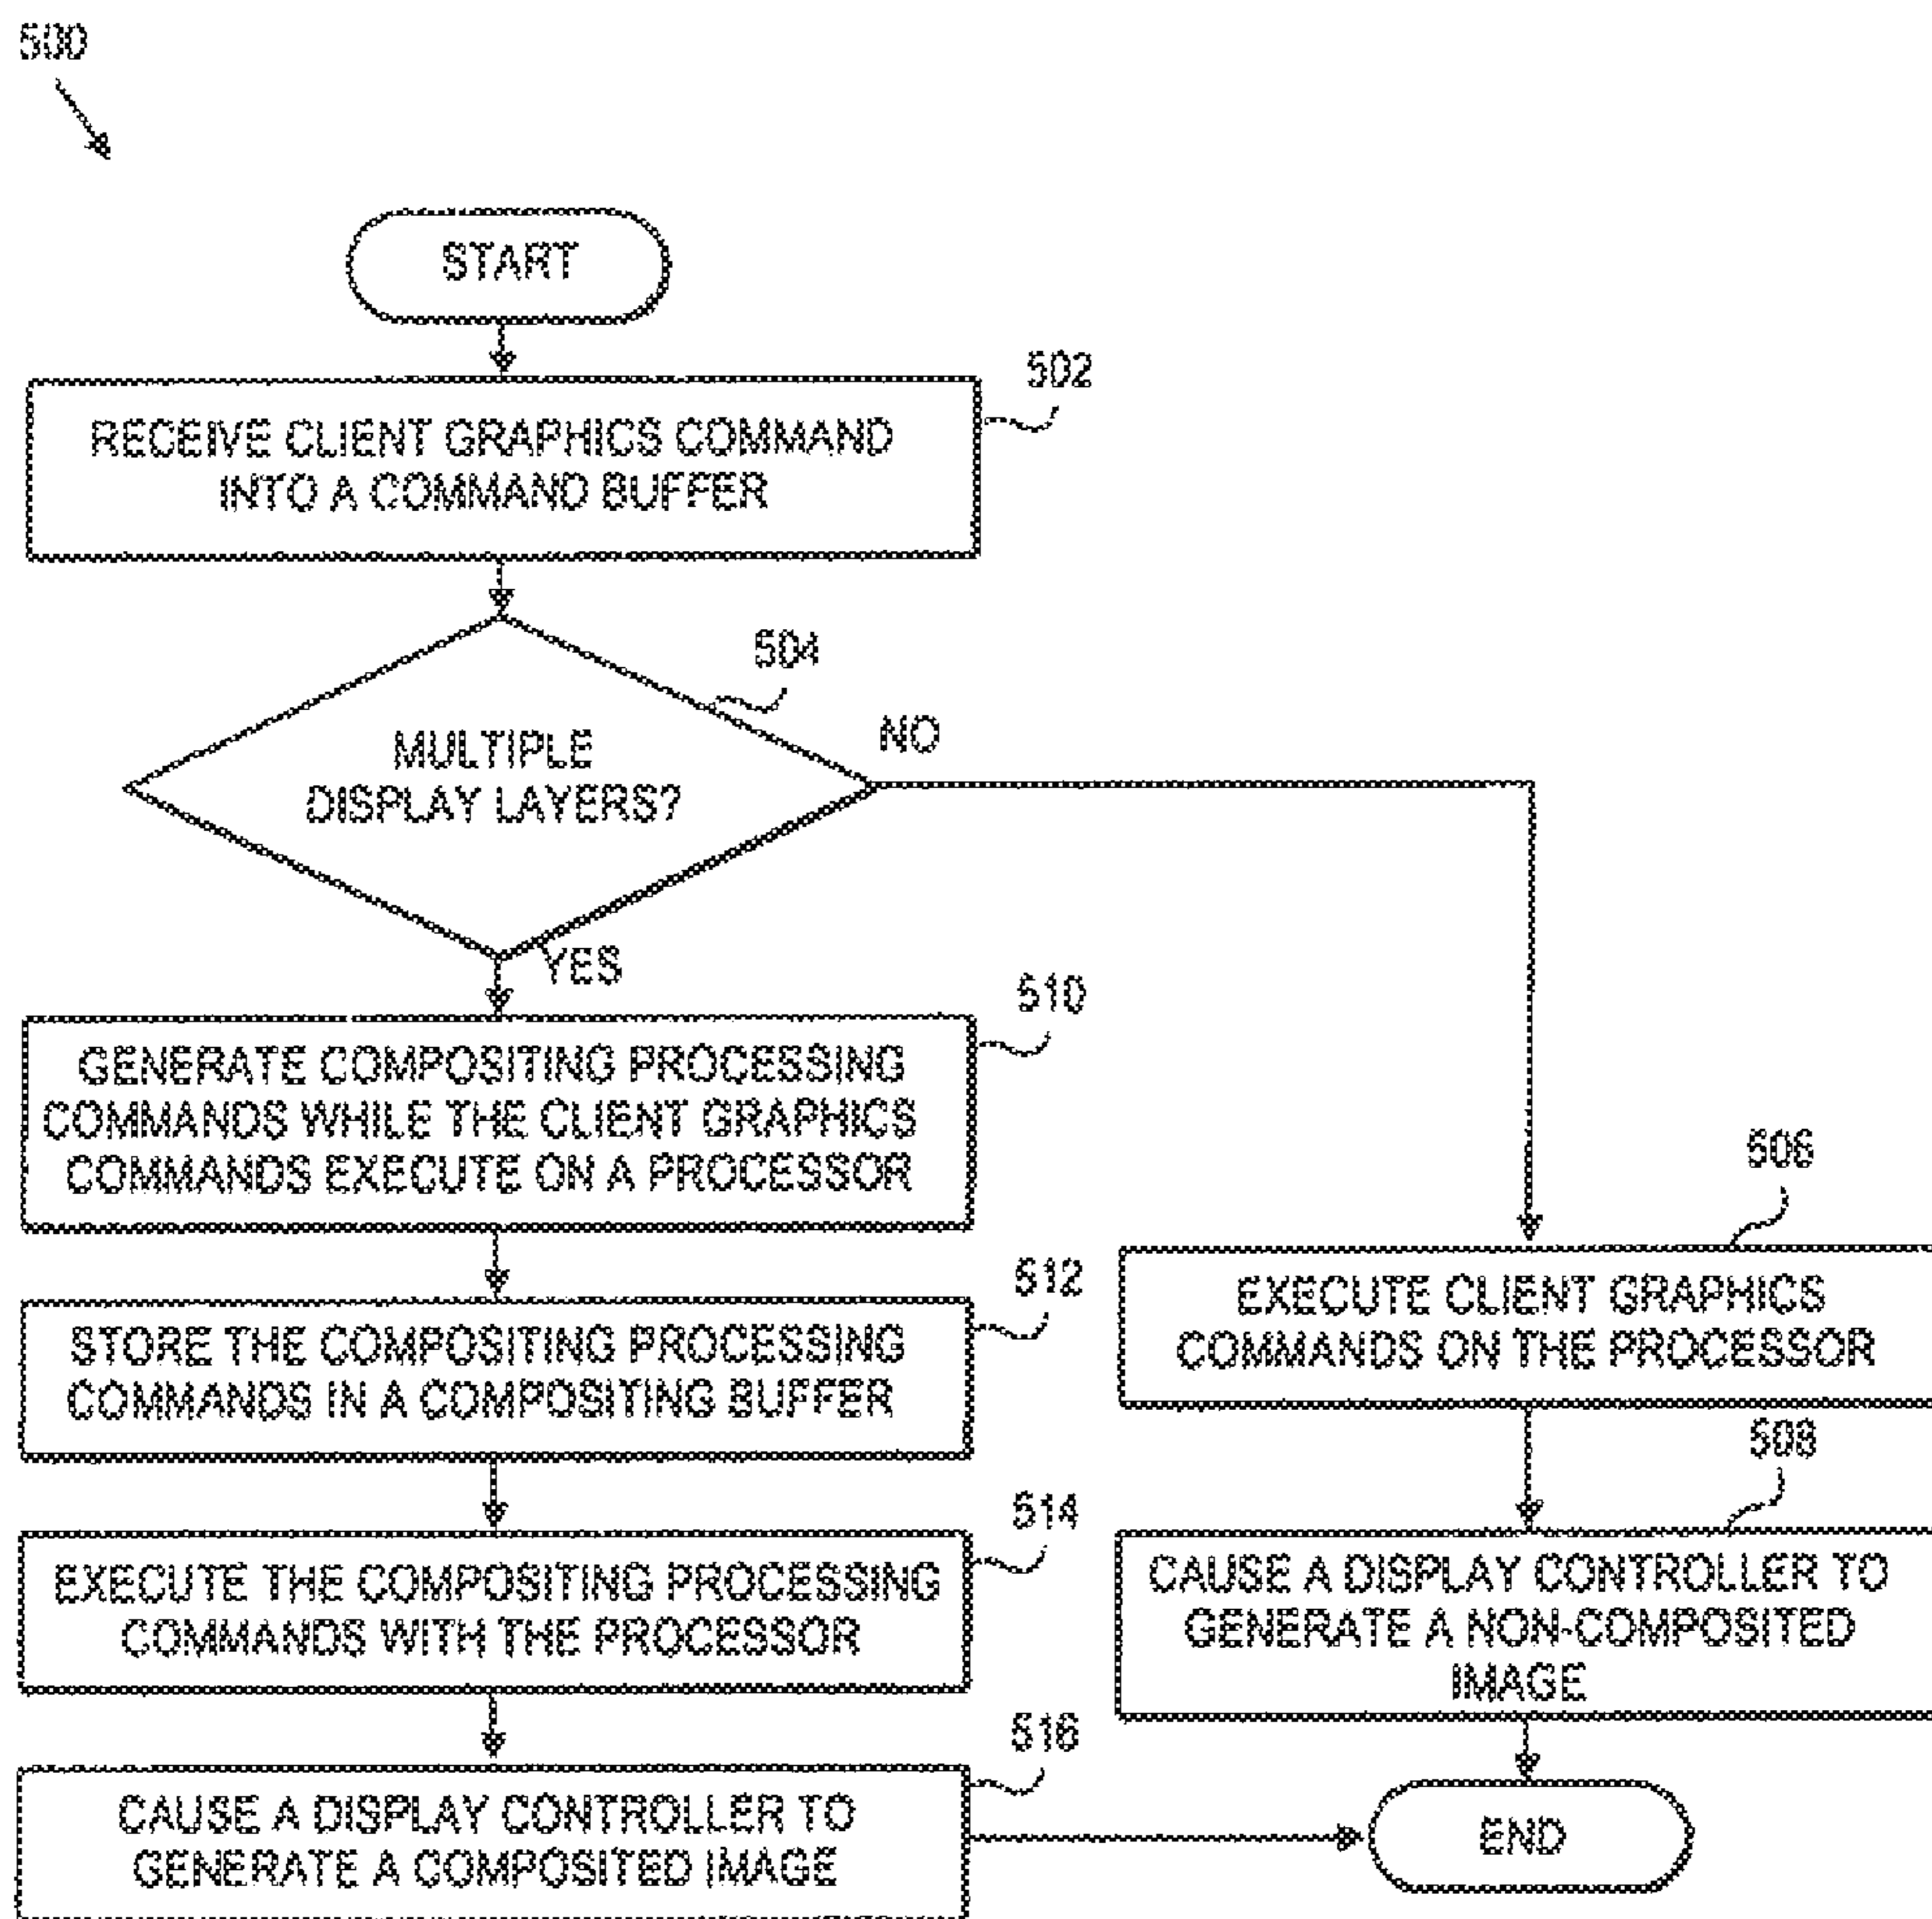 500
START
502
RECEIVE CLIENT GRAPHICS COMMAND
INTO A COMMAND BUFFER
504
MULTIPLE
DISPLAY LAYERS?
NO
YES
510
GENERATE COMPOSITING PROCESSING
COMMANDS WHILE THE CLIENT GRAPHICS
COMMANDS EXECUTE ON A PROCESSOR
512
STORE THE COMPOSITING PROCESSING
COMMANDS IN A COMPOSITING BUFFER
514
EXECUTE THE COMPOSITING PROCESSING
COMMANDS WITH THE PROCESSOR
516
CAUSE A DISPLAY CONTROLLER TO
GENERATE A COMPOSITED IMAGE
506
EXECUTE CLIENT GRAPHICS
COMMANDS ON THE PROCESSOR
508
CAUSE A DISPLAY CONTROLLER TO
GENERATE A NON-COMPOSITED
IMAGE
END